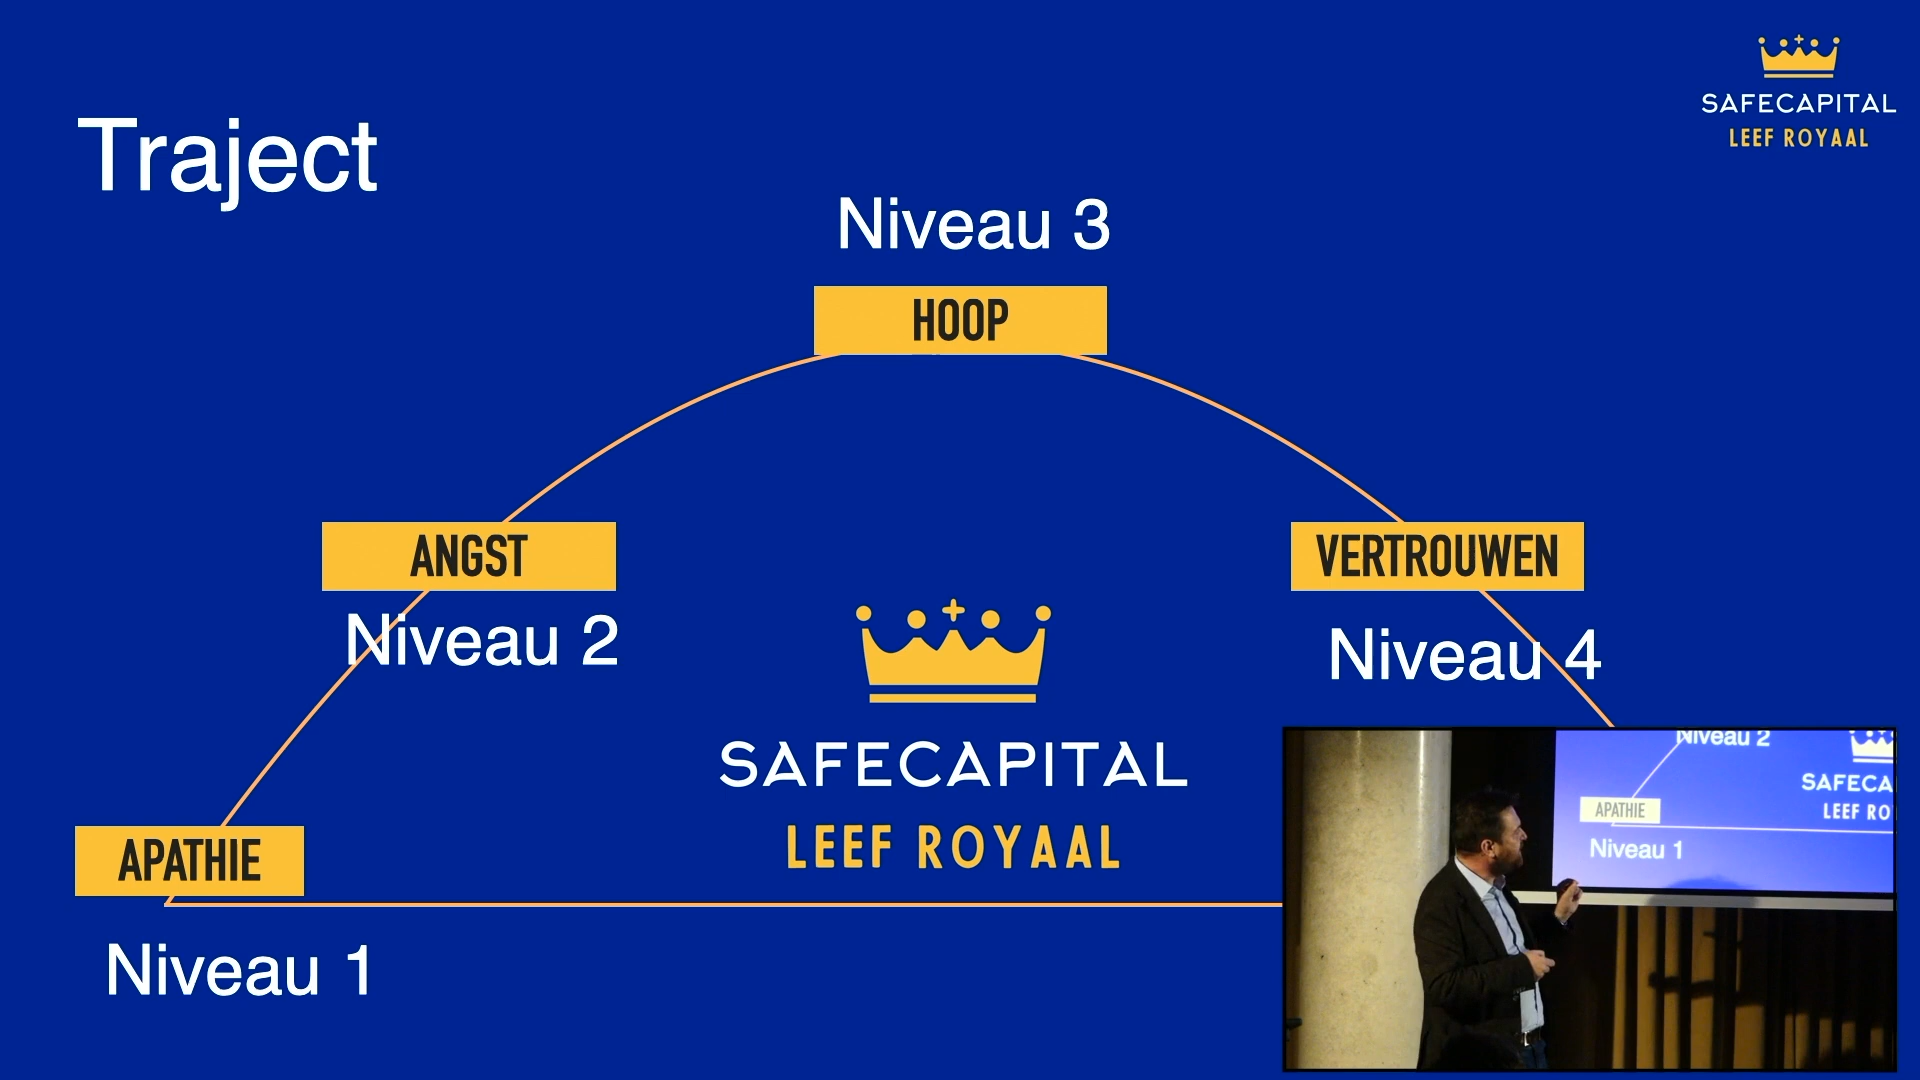 Traject
SAFECAPITAL
LEEF ROYAAL
Niveau 3
HOOP
ANGST
Niveau 2
VERTROUWEN
Niveau 4
SAFECAPITAL
LEEF ROYAAL
APATHIE
Niveau 1
Niveau 2
SAFECA
APATHIE
LEEF RO
Niveau 1